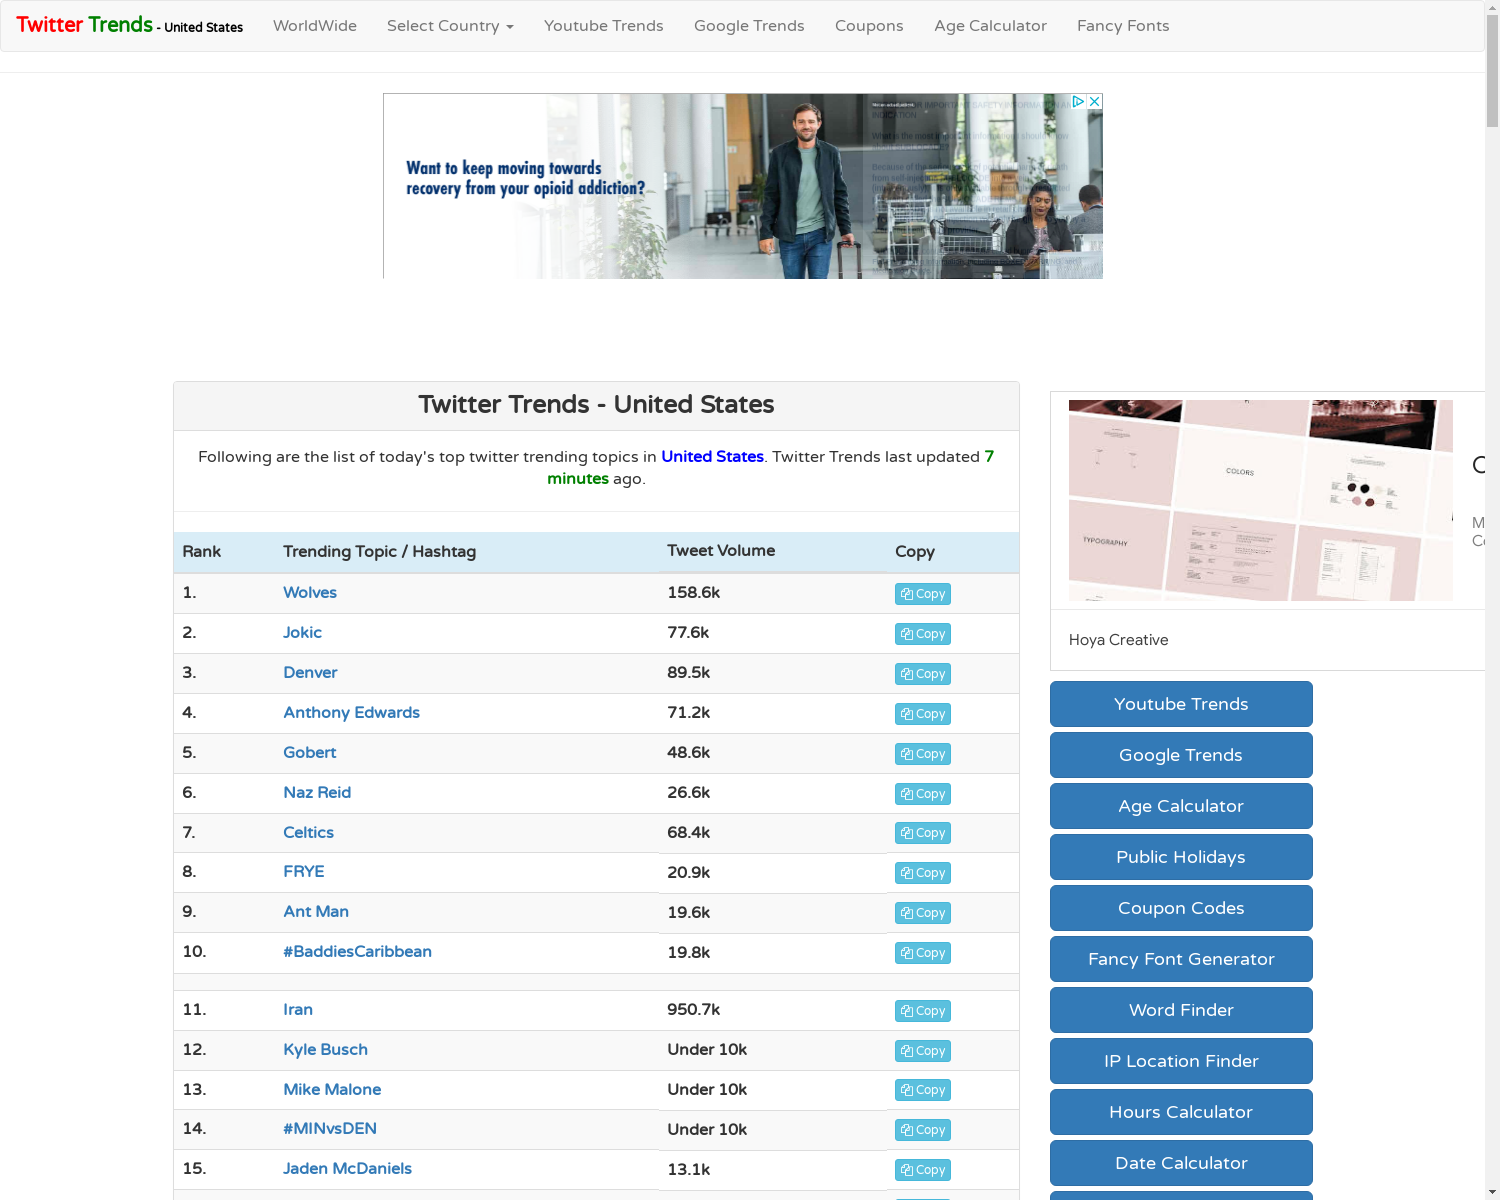 Twitter Trends - United States WorldWide Select Country Youtube Trends Google Trends Coupons Age Calculator Fancy Fonts
Want to keep moving towards
recovery from your opioid addiction?
Twitter Trends - United States
Following are the list of today's top twitter trending topics in United States. Twitter Trends last updated 7
minutes ago.
Rank Trending Topic / Hashtag Tweet Volume Copy
1. Wolves 158.6k Copy
2. Jokic 77.6k Copy
3. Denver 89.5k Copy
4. Anthony Edwards 71.2k Copy
5. Gobert 48.6k Copy
6. Naz Reid 26.6k Copy
7. Celtics 68.4k Copy
8. FRYE 20.9k Copy
9. Ant Man 19.6k Copy
10. #BaddiesCaribbean 19.8k Copy
11. Iran 950.7k Copy
12. Kyle Busch Under 10k Copy
13. Mike Malone Under 10k Copy
14. #MINvsDEN Under 10k Copy
15. Jaden McDaniels 13.1k Copy
COLORS
TYPOGRAPHY
Hoya Creative
Youtube Trends
Google Trends
Age Calculator
Public Holidays
Coupon Codes
Fancy Font Generator
Word Finder
IP Location Finder
Hours Calculator
Date Calculator